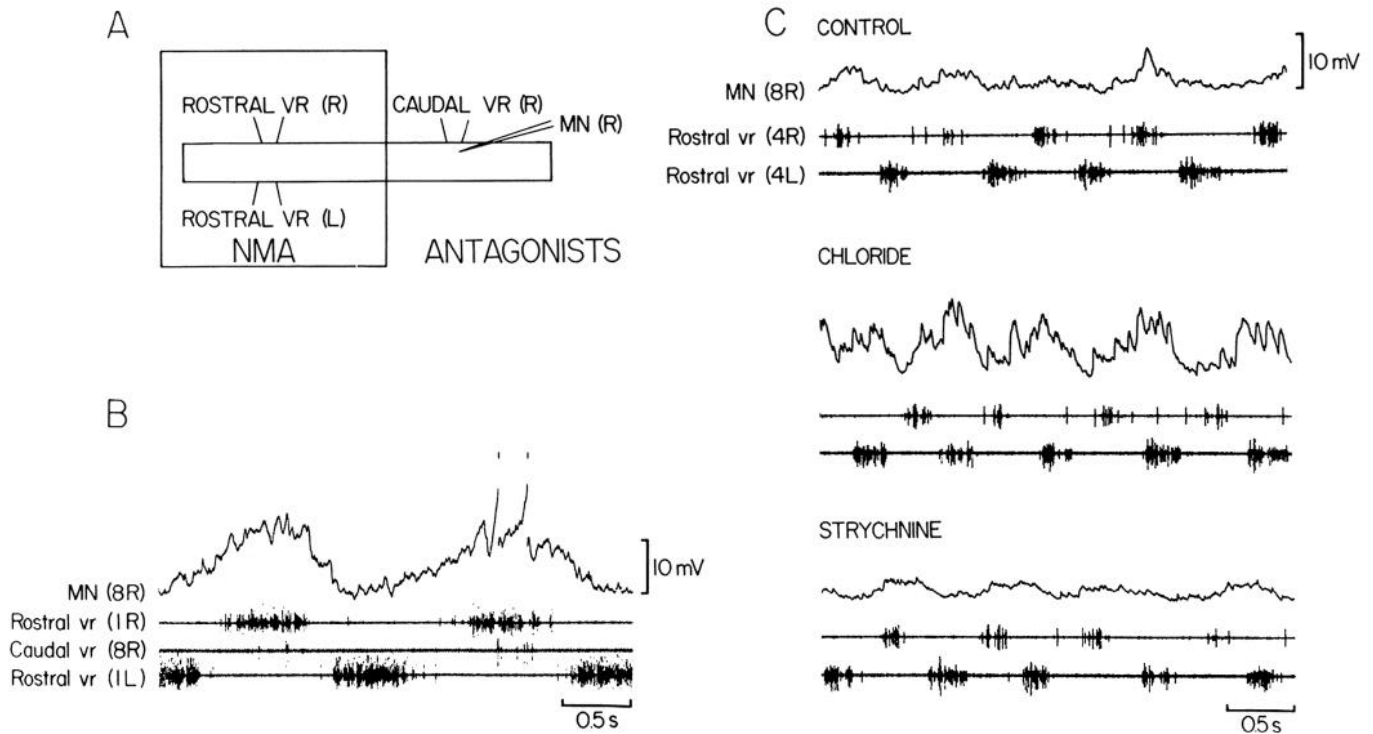 A
ROSTRAL VR (R)
CAUDAL VR (R)
MN (R)
ROSTRAL VR (L)
NMA
ANTAGONISTS
B
10 mV
MN (8R)
Rostral vr (1R)
Caudal vr (8R)
Rostral vr (1L)
0.5 s
C
CONTROL
10 mV
MN (8R)
Rostral vr (4R)
Rostral vr (4L)
CHLORIDE
STRYCHNINE
0.5 s